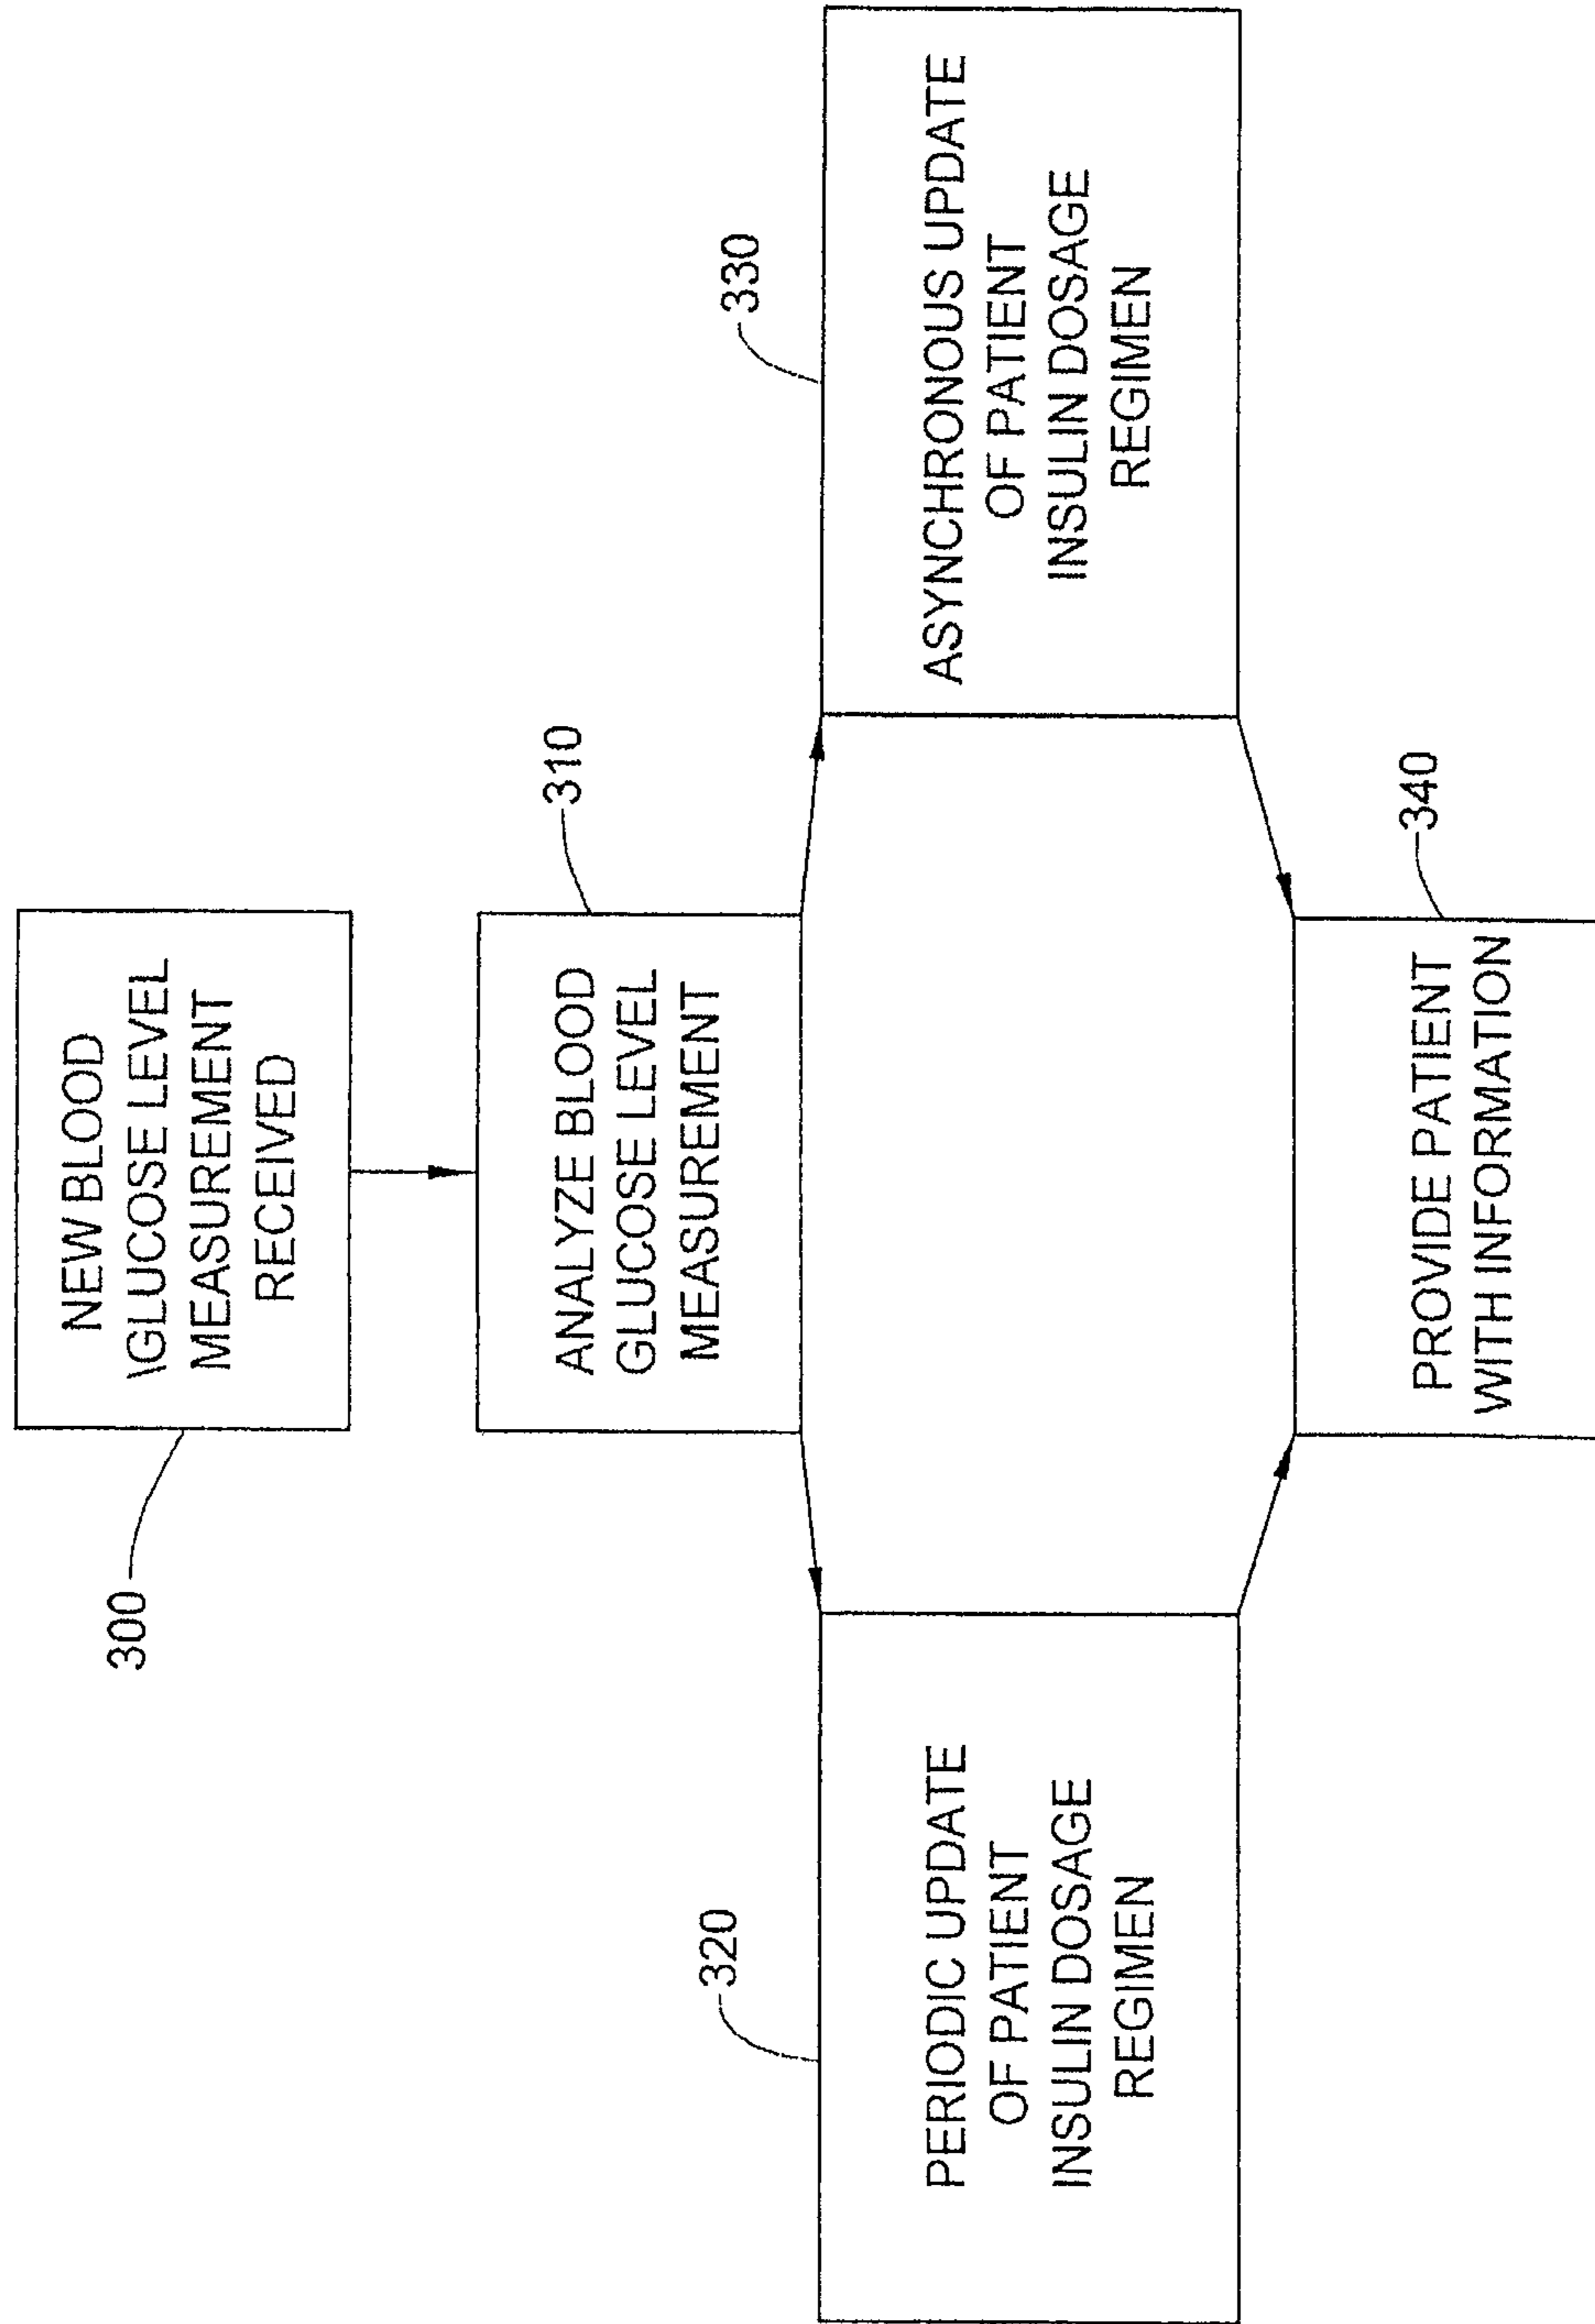 NEW BLOOD
\GLUCOSE LEVEL
MEASUREMENT
RECEIVED
300
ANALYZE BLOOD
GLUCOSE LEVEL
MEASUREMENT
310
PERIODIC UPDATE
OF PATIENT
INSULIN DOSAGE
REGIMEN
320
ASYNCHRONOUS UPDATE
OF PATIENT
INSULIN DOSAGE
REGIMEN
330
PROVIDE PATIENT
WITH INFORMATION
340